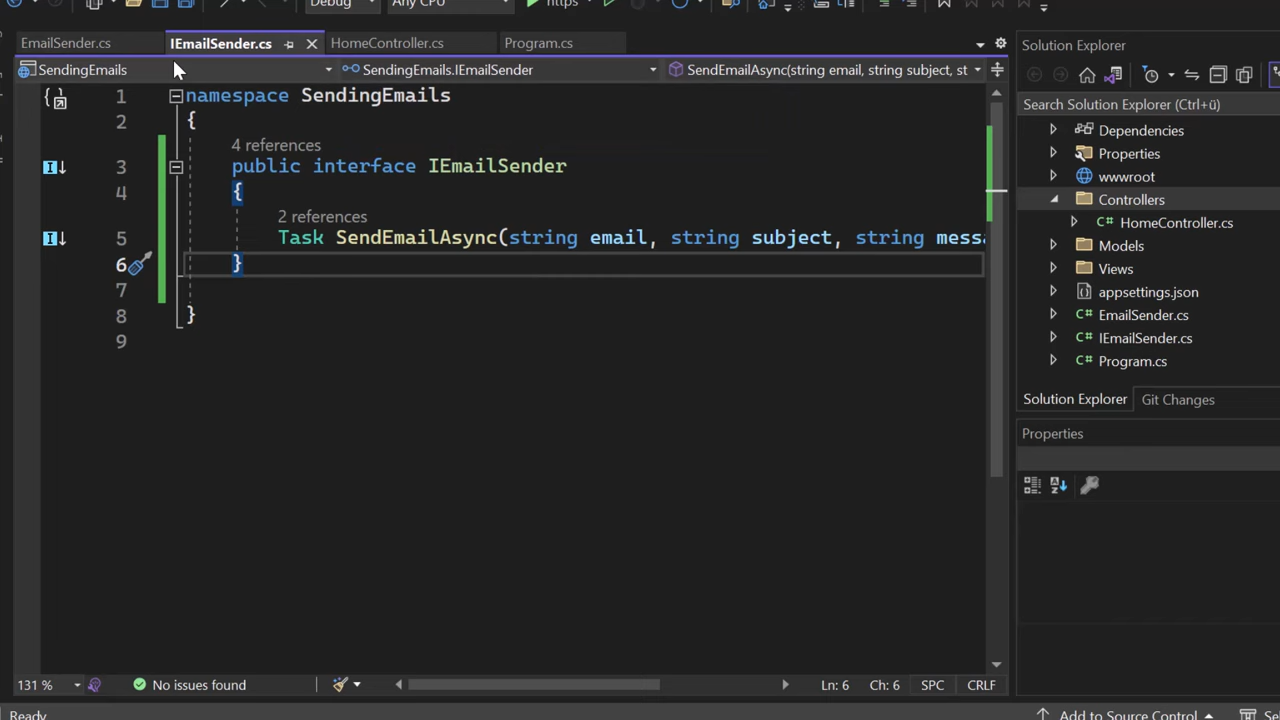 Debug
Any CPU
https
EmailSender.cs
IEmailSender.cs
HomeController.cs
Program.cs
SendingEmails
SendingEmails.IEmailSender
SendEmailAsync(string email, string subject, st
1 namespace SendingEmails
2 {
4 references
3 public interface IEmailSender
4 {
2 references
5 Task SendEmailAsync(string email, string subject, string messa
6 }
7
8 }
9
131 %
No issues found
Ln: 6
Ch: 6
SPC
CRLF
Ready
Solution Explorer
Search Solution Explorer (Ctrl+ü)
Dependencies
Properties
wwwroot
Controllers
C# HomeController.cs
Models
Views
appsettings.json
C# EmailSender.cs
C# IEmailSender.cs
C# Program.cs
Solution Explorer
Git Changes
Properties
Add to Source Control
Se